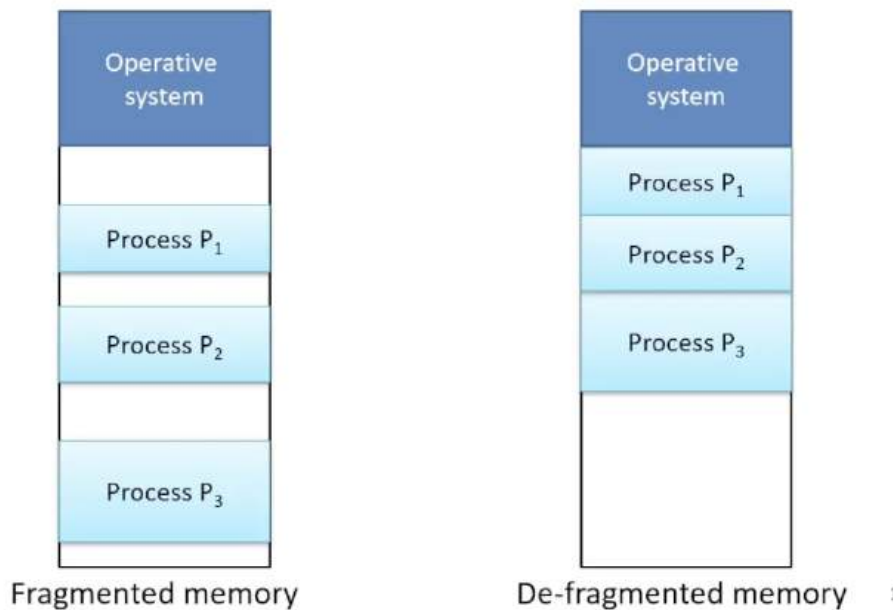 Operative
system
Process P₁
Process P₂
Process P₃
Fragmented memory
Operative
system
Process P₁
Process P₂
Process P₃
De-fragmented memory